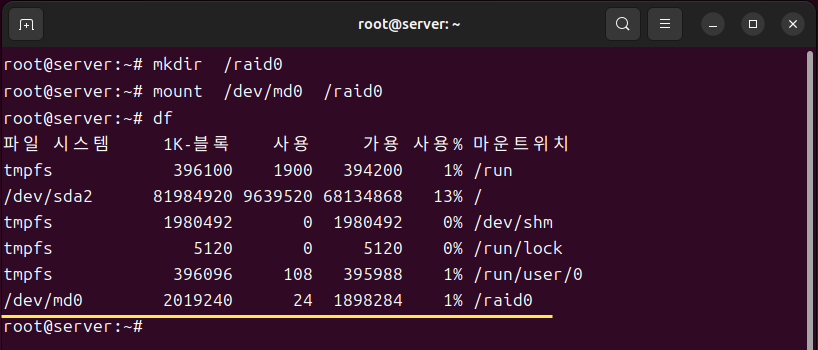 root@server: ~
root@server:~# mkdir  /raid0
root@server:~# mount  /dev/md0  /raid0
root@server:~# df
파일 시스템      1K-블록    사용     가용 사용% 마운트위치
tmpfs            396100    1900   394200    1% /run
/dev/sda2      81984920 9639520 68134868   13% /
tmpfs           1980492       0  1980492    0% /dev/shm
tmpfs              5120       0     5120    0% /run/lock
tmpfs            396096     108   395988    1% /run/user/0
/dev/md0        2019240      24  1898284    1% /raid0
root@server:~#